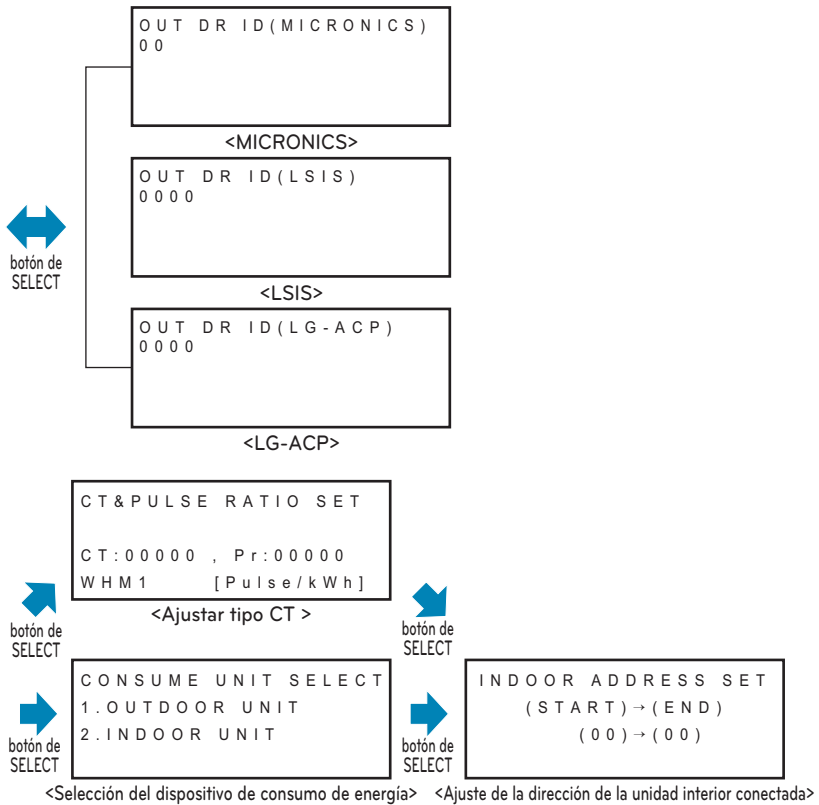 OUT DR ID(MICRONICS)
00
<MICRONICS>
OUT DR ID(LSIS)
0000
botón de
SELECT
<LSIS>
OUT DR ID(LG-ACP)
0000
<LG-ACP>
CT&PULSE RATIO SET
CT:00000 , Pr:00000
WHM1 [Pulse/kWh]
<Ajustar tipo CT >
botón de
SELECT
botón de
SELECT
CONSUME UNIT SELECT
1.OUTDOOR UNIT
2.INDOOR UNIT
botón de
SELECT
<Selección del dispositivo de consumo de energía>
botón de
SELECT
INDOOR ADDRESS SET
(START)→(END)
(00)→(00)
<Ajuste de la dirección de la unidad interior conectada>